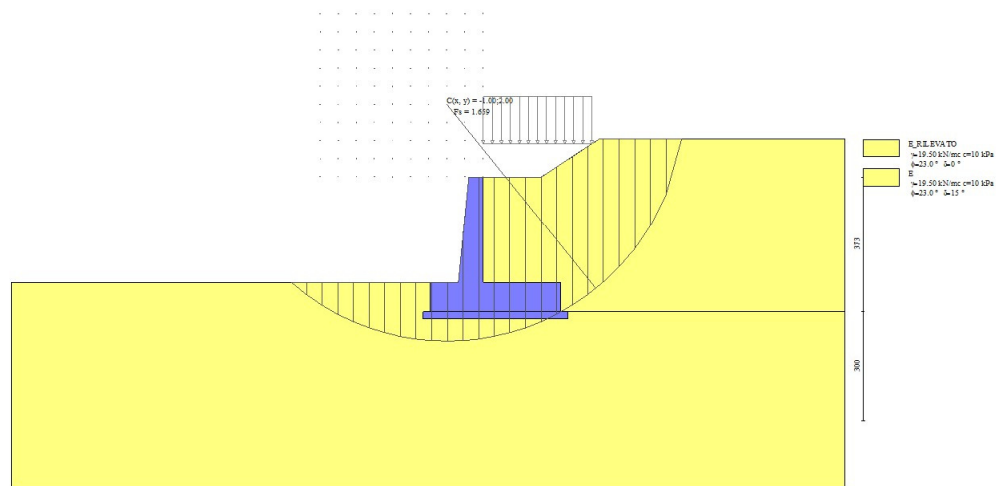 C(x, y) = -1.00;2.00
Fs = 1.659
E_RILEVATO
γ=19.50 kN/mc c=10 kPa
ϕ=23.0 ° δ=0 °
E
γ=19.50 kN/mc c=10 kPa
ϕ=23.0 ° δ=15 °
373
300